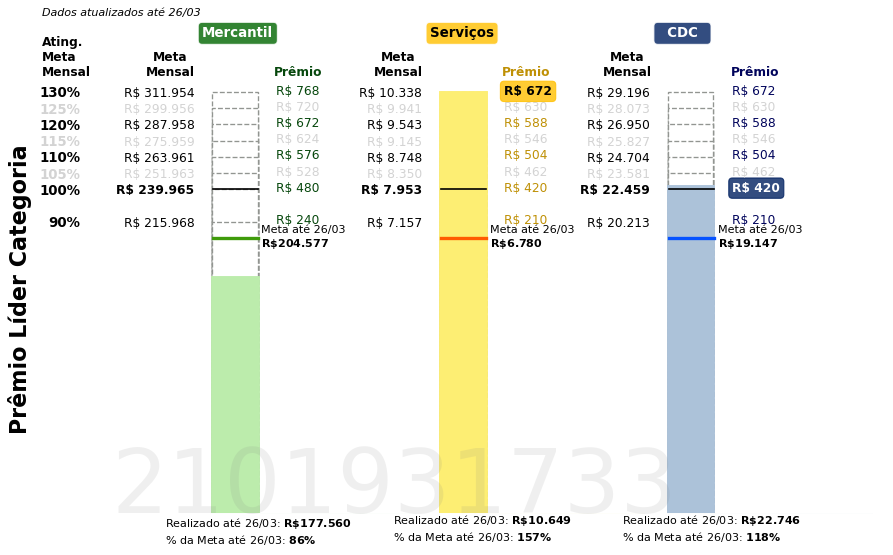 Dados atualizados até 26/03
Mercantil Serviços CDC
Ating. Meta Mensal Meta Mensal Prêmio Meta Mensal Prêmio Meta Mensal Prêmio
130% R$ 311.954 R$ 768 R$ 10.338 R$ 672 R$ 29.196 R$ 672
125% R$ 299.956 R$ 720 R$ 9.941 R$ 630 R$ 28.073 R$ 630
120% R$ 287.958 R$ 672 R$ 9.543 R$ 588 R$ 26.950 R$ 588
115% R$ 275.959 R$ 624 R$ 9.145 R$ 546 R$ 25.827 R$ 546
110% R$ 263.961 R$ 576 R$ 8.748 R$ 504 R$ 24.704 R$ 504
105% R$ 251.963 R$ 528 R$ 8.350 R$ 462 R$ 23.581 R$ 462
100% R$ 239.965 R$ 480 R$ 7.953 R$ 420 R$ 22.459 R$ 420
90% R$ 215.968 R$ 240 R$ 7.157 R$ 210 R$ 20.213 R$ 210
Meta até 26/03 Meta até 26/03 Meta até 26/03
R$204.577 R$6.780 R$19.147
Prêmio Líder Categoria
2101931733
Realizado até 26/03: R$177.560 Realizado até 26/03: R$10.649 Realizado até 26/03: R$22.746
% da Meta até 26/03: 86% % da Meta até 26/03: 157% % da Meta até 26/03: 118%